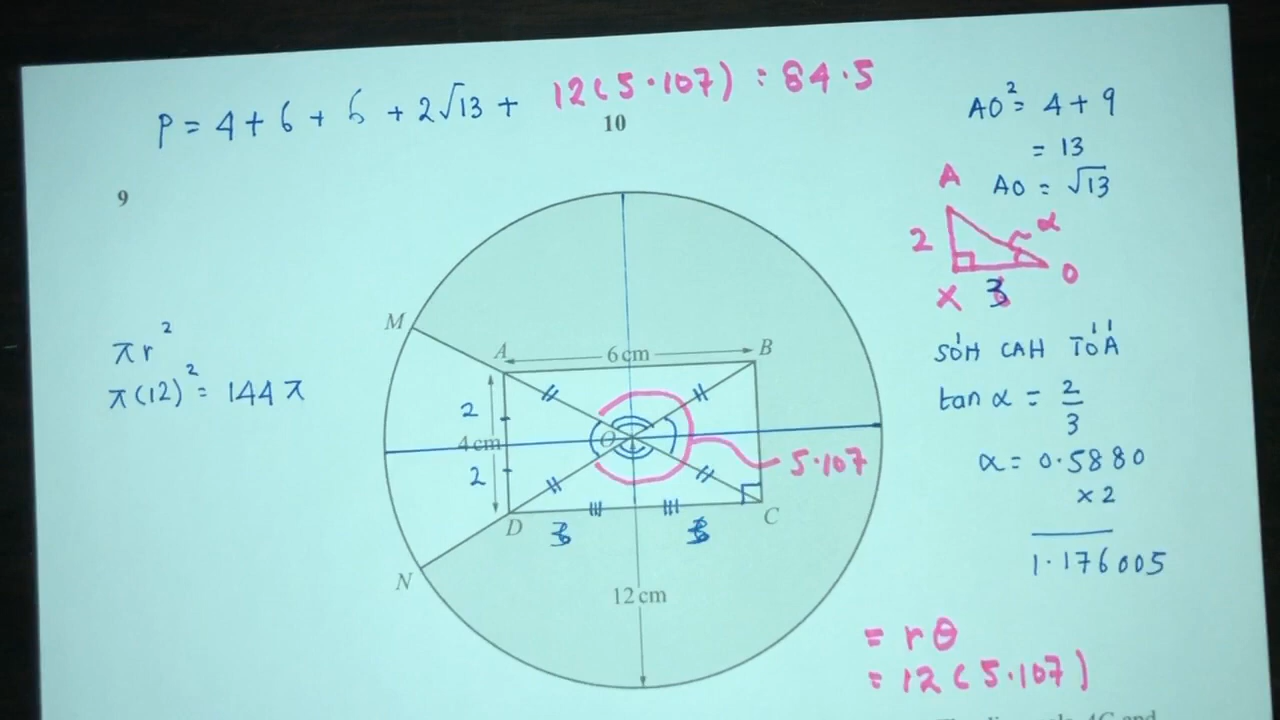 P = 4 + 6 + 6 + 2√13 + 12(5.107) = 84.5
10
9
AO² = 4 + 9
= 13
AO = √13
A
2
α
X 3 O
πr²
π(12)² = 144π
SOH CAH TOA
tan α = 2/3
α = 0.5880
x 2
1.176005
M
A
6 cm
B
2
4 cm
O
2
5.107
D
3
3
C
N
12 cm
= rθ
= 12(5.107)